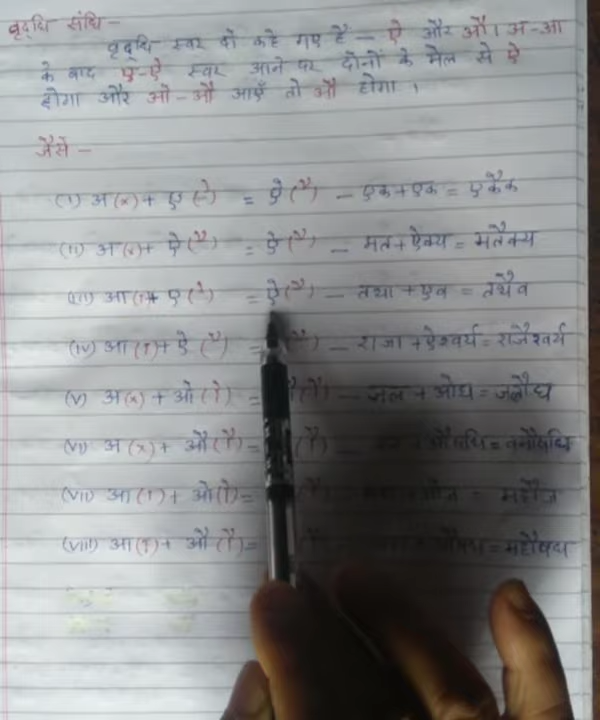 वृद्धि संधि -
वृद्धि स्वर दो कहे गए हैं - ऐ और औ। अ-आ
के बाद ए-ऐ स्वर आने पर दोनों के मेल से ऐ
होगा और ओ-औ आएँ तो औ होगा।
जैसे -
(i) अ(x) + ए(े) = ऐ(ै) - एक+एक = एकैक
(ii) अ(x) + ऐ(ै) = ऐ(ै) - मत+ऐक्य = मतैक्य
(iii) आ(ा) + ए(े) = ऐ(ै) - तथा + एव = तथैव
(iv) आ(ा) + ऐ(ै) = (ै) - राजा +ऐश्वर्य = राजैश्वर्य
(v) अ(x) + ओ(ो) = (ौ) - जल + ओघ = जलौघ
(vi) अ(x) + औ(ौ) = (ौ) - = वनौषधि
(vii) आ(ा) + ओ(ो) = = महौज
(viii) आ(ा) + औ(ौ) = = महौषध